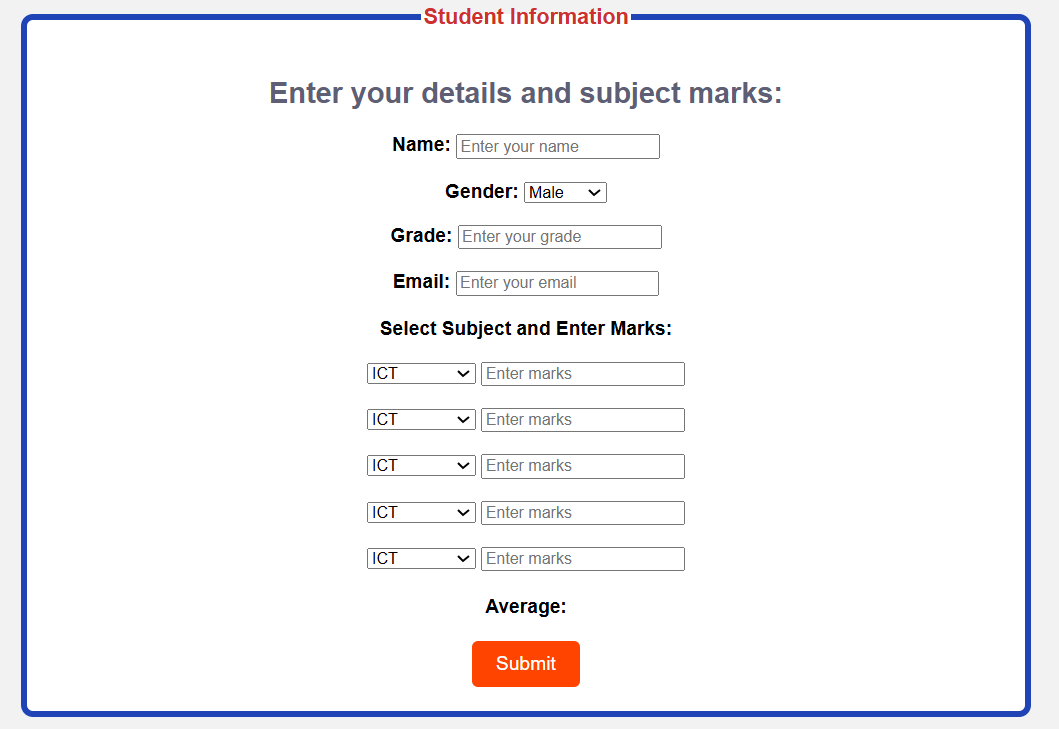 Student Information
Enter your details and subject marks:
Name: Enter your name
Gender: Male
Grade: Enter your grade
Email: Enter your email
Select Subject and Enter Marks:
ICT Enter marks
ICT Enter marks
ICT Enter marks
ICT Enter marks
ICT Enter marks
Average:
Submit